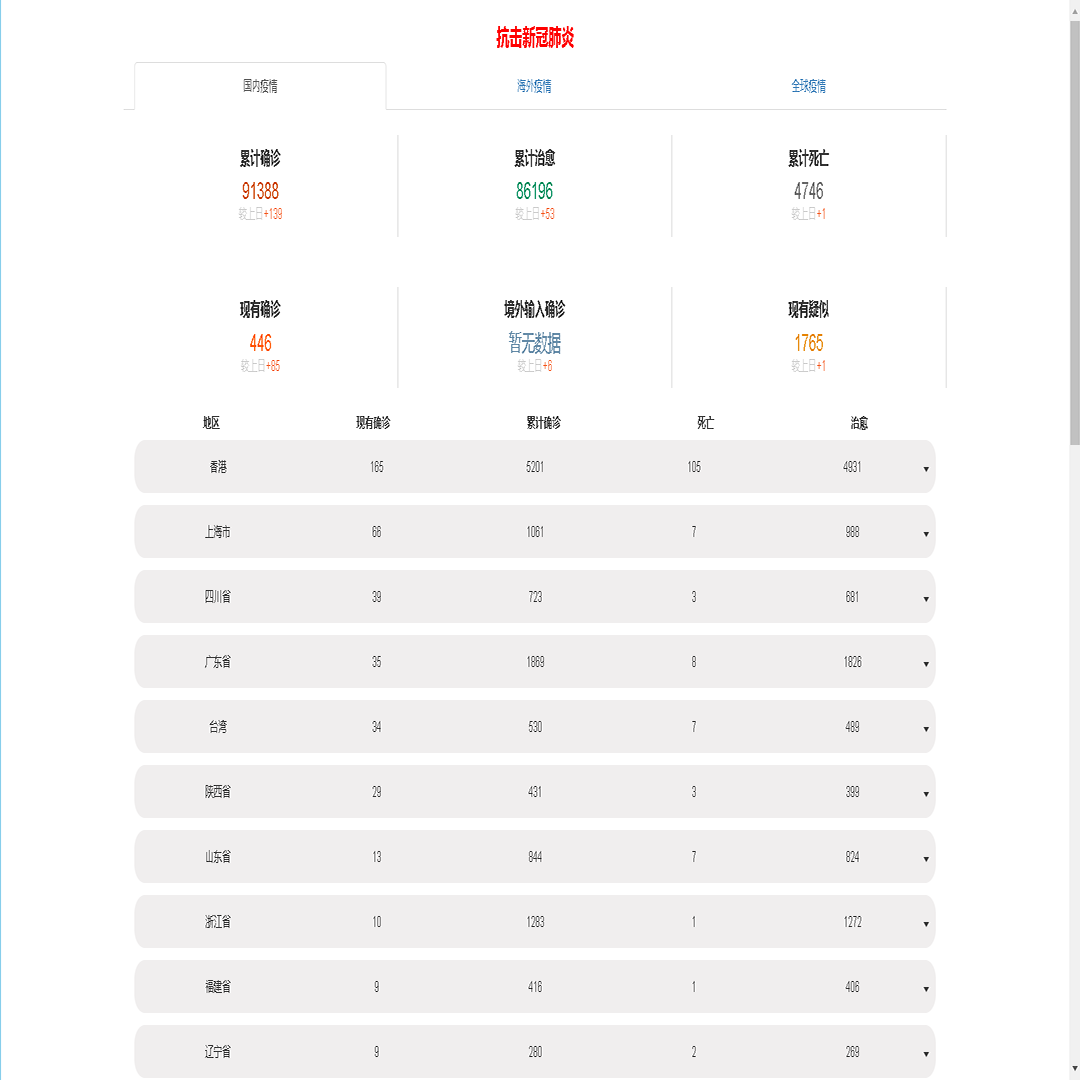 抗击新冠肺炎
国内疫情 海外疫情 全球疫情
累计确诊 累计治愈 累计死亡
91388 86196 4746
较上日+139 较上日+53 较上日+1
现有确诊 境外输入确诊 现有疑似
446 暂无数据 1765
较上日+85 较上日+6 较上日+1
地区 现有确诊 累计确诊 死亡 治愈
香港 165 5201 105 4931
上海市 66 1061 7 988
四川省 39 723 3 681
广东省 35 1869 8 1826
台湾 34 530 7 489
陕西省 29 431 3 399
山东省 13 844 7 824
浙江省 10 1283 1 1272
福建省 9 416 1 406
辽宁省 9 280 2 269